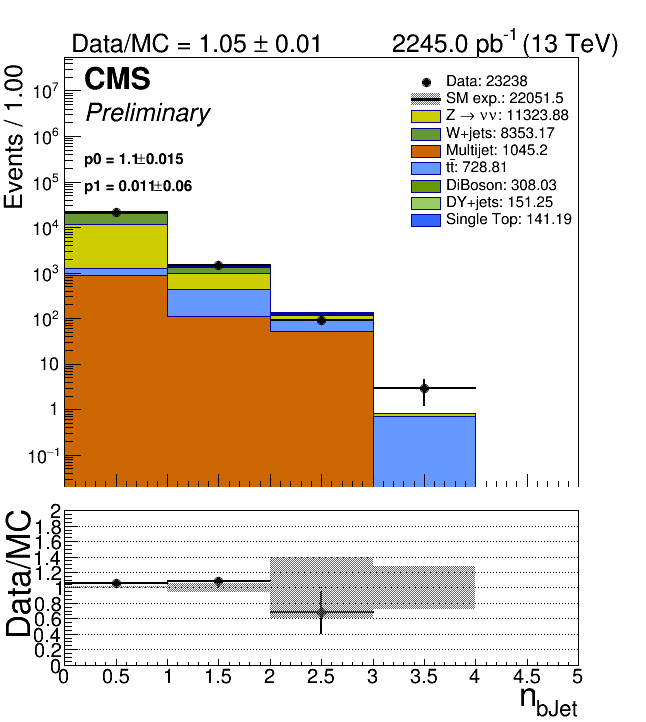 Data/MC = 1.05 ± 0.01 2245.0 pb⁻¹ (13 TeV)
CMS
Preliminary
p0 = 1.1±0.015
p1 = 0.011±0.06
Data: 23238
SM exp.: 22051.5
Z → νν: 11323.88
W+jets: 8353.17
Multijet: 1045.2
tt̄: 728.81
DiBoson: 308.03
DY+jets: 151.25
Single Top: 141.19
Events / 1.00
10⁷
10⁶
10⁵
10⁴
10³
10²
10
1
10⁻¹
Data/MC
2
1.8
1.6
1.4
1.2
1
0.8
0.6
0.4
0.2
0
0 0.5 1 1.5 2 2.5 3 3.5 4 4.5 5
n_bJet